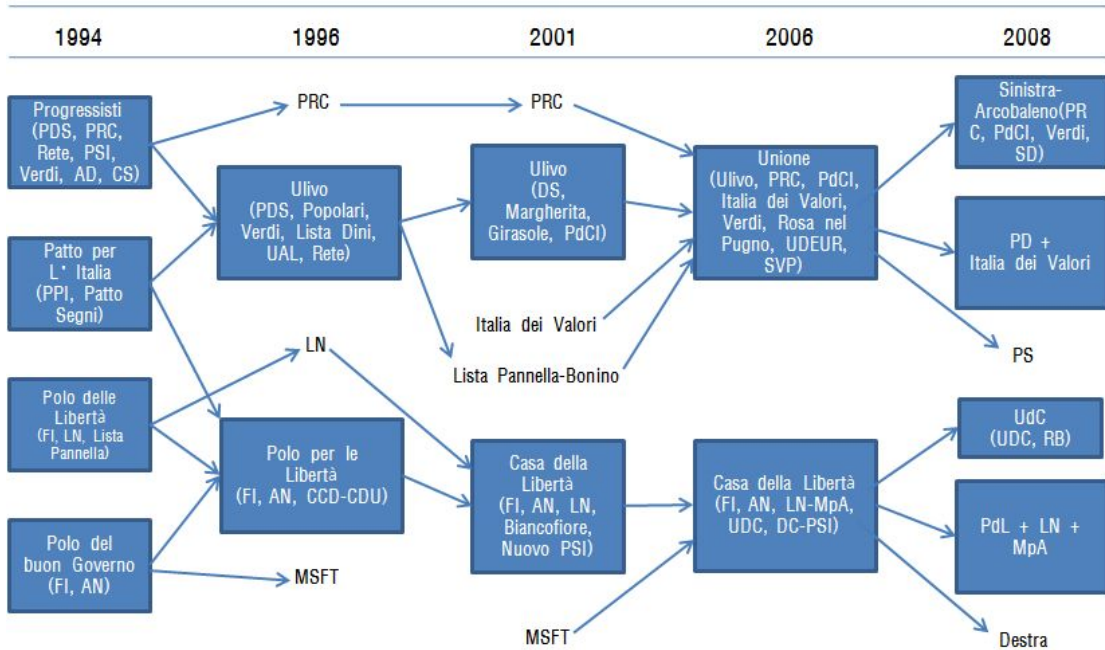 1994
1996
2001
2006
2008
Progressisti
(PDS, PRC,
Rete, PSI,
Verdi, AD, CS)
Patto per
L' Italia
(PPI, Patto
Segni)
Polo delle
Libertà
(FI, LN, Lista
Pannella)
Polo del
buon Governo
(FI, AN)
PRC
Ulivo
(PDS, Popolari,
Verdi, Lista Dini,
UAL, Rete)
LN
Polo per le
Libertà
(FI, AN, CCD-CDU)
MSFT
PRC
Ulivo
(DS,
Margherita,
Girasole, PdCI)
Italia dei Valori
Lista Pannella-Bonino
Casa della
Libertà
(FI, AN, LN,
Biancofiore,
Nuovo PSI)
MSFT
Unione
(Ulivo, PRC, PdCI,
Italia dei Valori,
Verdi, Rosa nel
Pugno, UDEUR,
SVP)
Casa della Libertà
(FI, AN, LN-MpA,
UDC, DC-PSI)
Sinistra-
Arcobaleno(PR
C, PdCI, Verdi,
SD)
PD +
Italia dei Valori
PS
UdC
(UDC, RB)
PdL + LN +
MpA
Destra